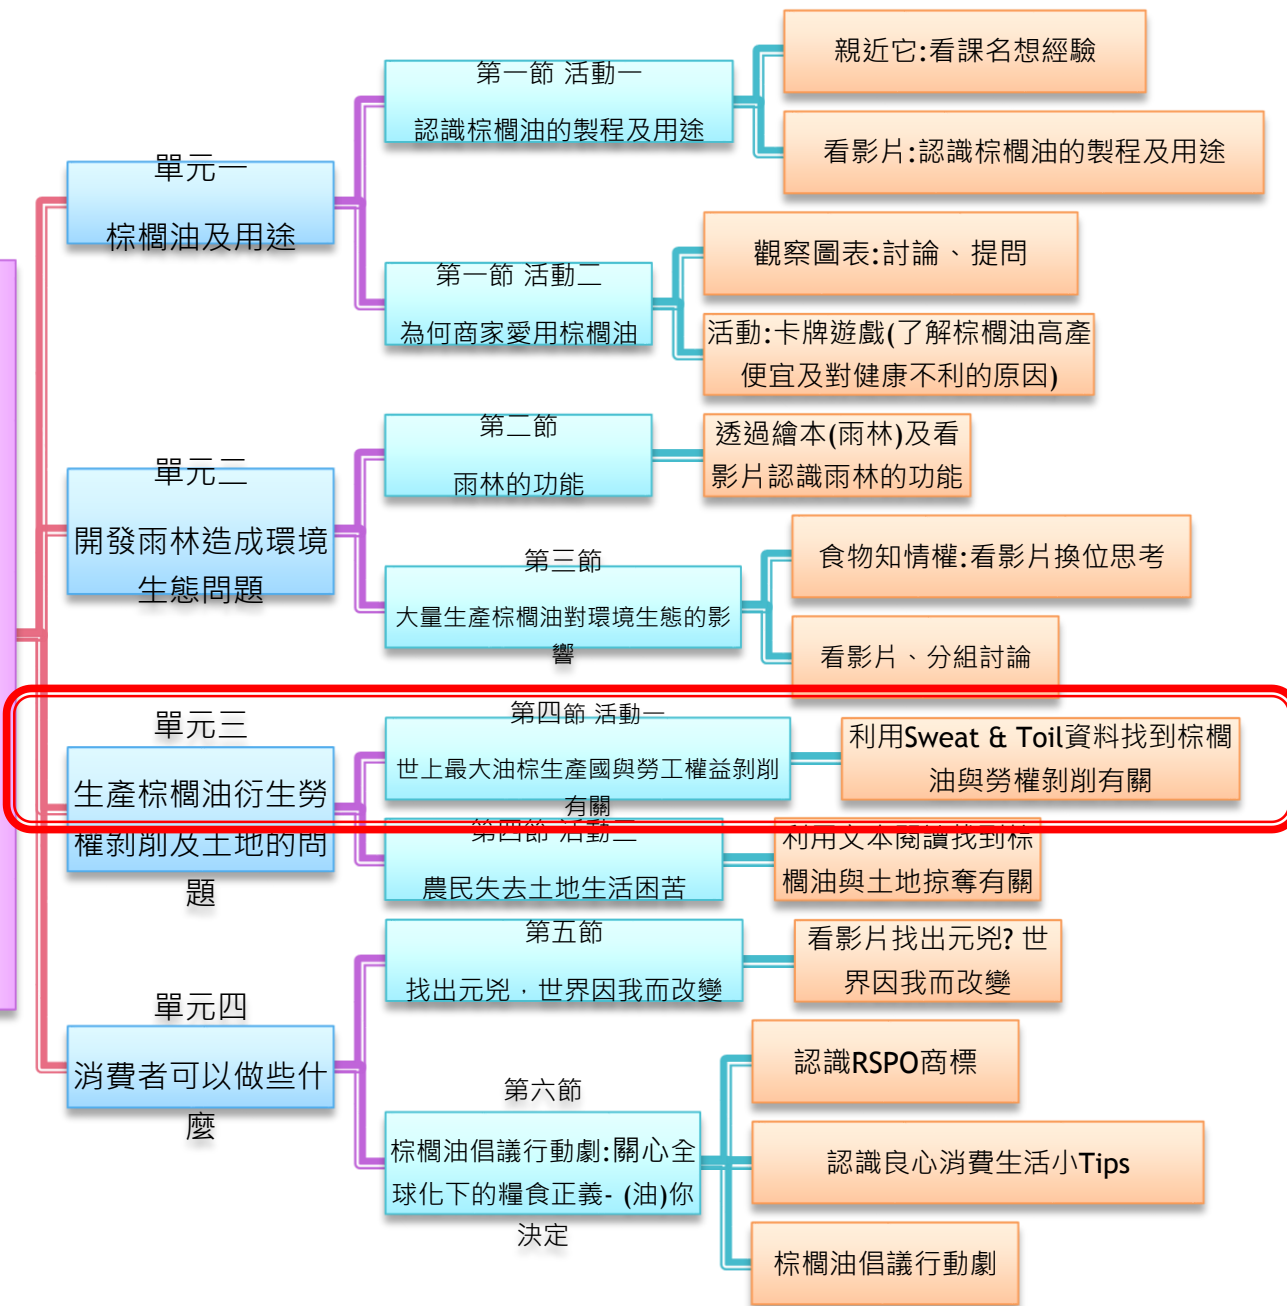 單元一
棕櫚油及用途
第一節 活動一
認識棕櫚油的製程及用途
親近它:看課名想經驗
看影片:認識棕櫚油的製程及用途
第一節 活動二
為何商家愛用棕櫚油
觀察圖表:討論、提問
活動:卡牌遊戲(了解棕櫚油高產
便宜及對健康不利的原因)
單元二
開發雨林造成環境
生態問題
第二節
雨林的功能
透過繪本(雨林)及看
影片認識雨林的功能
第三節
大量生產棕櫚油對環境生態的影
響
食物知情權:看影片換位思考
看影片、分組討論
單元三
生產棕櫚油衍生勞
權剝削及土地的問
題
第四節 活動一
世上最大油棕生產國與勞工權益剝削
有關
利用Sweat & Toil資料找到棕櫚
油與勞權剝削有關
第四節 活動二
農民失去土地生活困苦
利用文本閱讀找到棕
櫚油與土地掠奪有關
單元四
消費者可以做些什
麼
第五節
找出元兇，世界因我而改變
看影片找出元兇? 世
界因我而改變
第六節
棕櫚油倡議行動劇:關心全
球化下的糧食正義- (油)你
決定
認識RSPO商標
認識良心消費生活小Tips
棕櫚油倡議行動劇